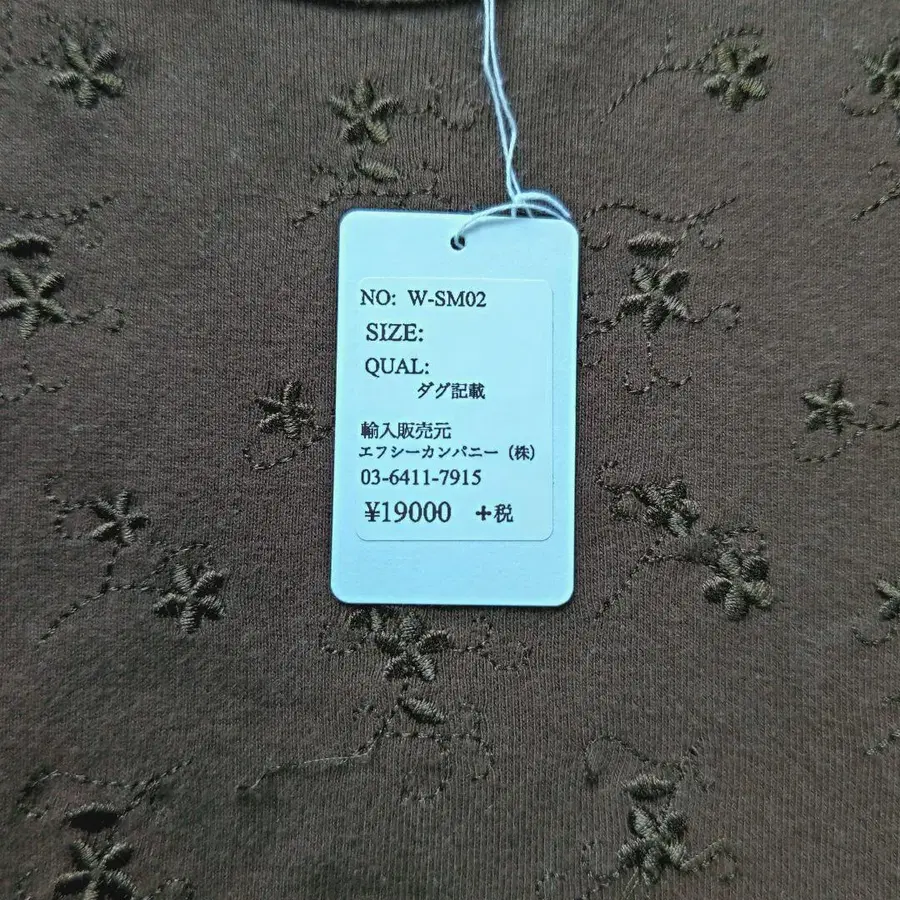 NO: W-SM02
SIZE:
QUAL:
ダグ記載
輸入販売元
エフシーカンパニー（株）
03-6411-7915
¥19000 +税